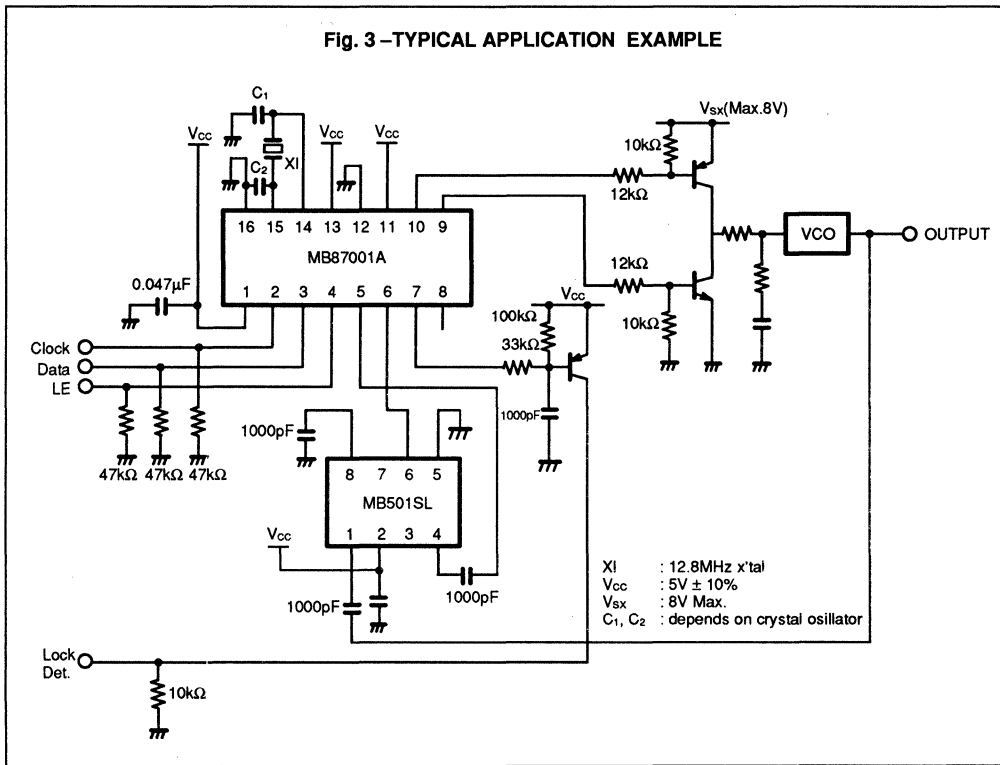 Fig. 3 –TYPICAL APPLICATION EXAMPLE
C1
VCC
XI
C2
VCC
VCC
VSX(Max.8V)
10kΩ
12kΩ
16 15 14 13 12 11 10 9
MB87001A
1 2 3 4 5 6 7 8
0.047µF
VCO
OUTPUT
12kΩ
10kΩ
VCC
100kΩ
33kΩ
1000pF
Clock
Data
LE
47kΩ 47kΩ 47kΩ
1000pF
8 7 6 5
MB501SL
1 2 3 4
VCC
1000pF
1000pF
XI : 12.8MHz x'tal
VCC : 5V ± 10%
VSX : 8V Max.
C1, C2 : depends on crystal osillator
Lock
Det.
10kΩ